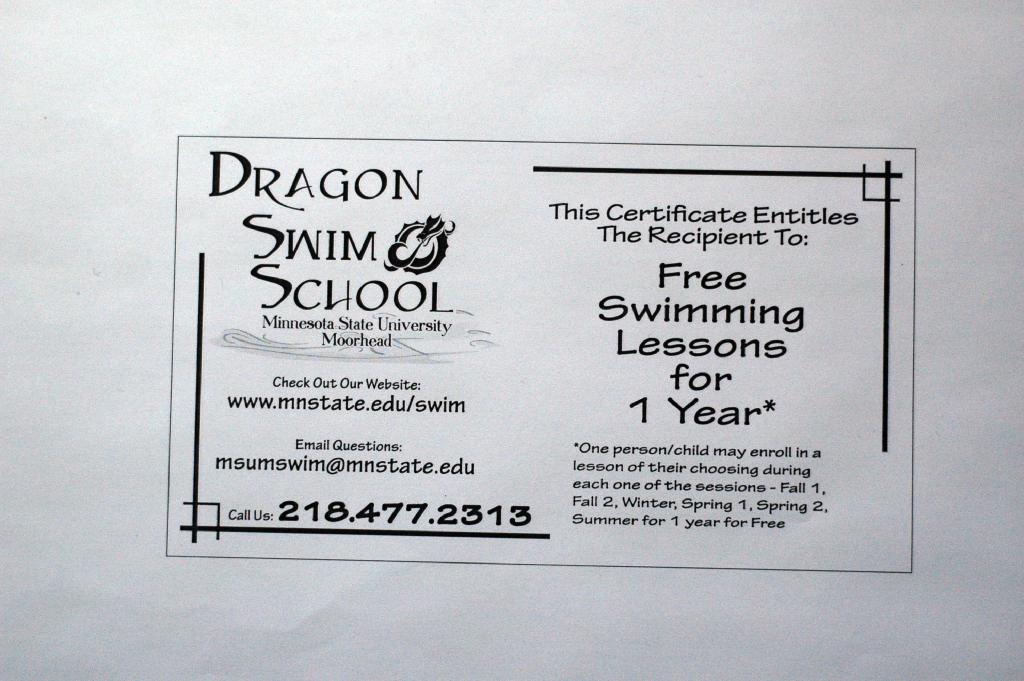 DRAGON
SWIM
SCHOOL
Minnesota State University
Moorhead
Check Out Our Website:
www.mnstate.edu/swim
Email Questions:
msumswim@mnstate.edu
Call Us: 218.477.2313
This Certificate Entitles
The Recipient To:
Free
Swimming
Lessons
for
1 Year*
*One person/child may enroll in a
lesson of their choosing during
each one of the sessions - Fall 1,
Fall 2, Winter, Spring 1, Spring 2,
Summer for 1 year for Free